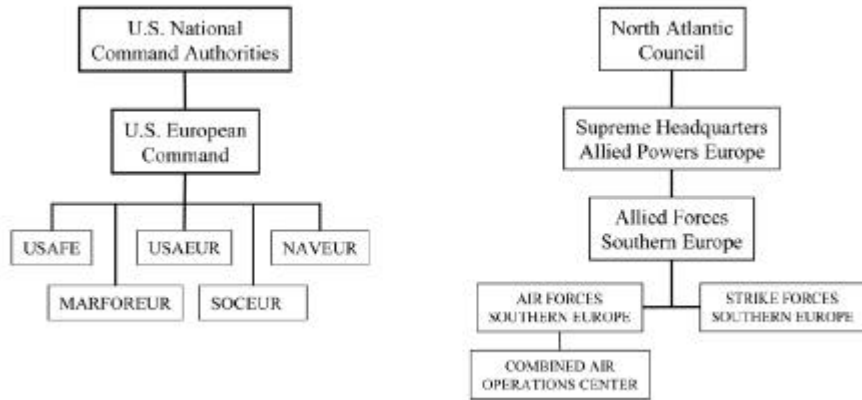 U.S. National
Command Authorities
U.S. European
Command
USAFE
USAEUR
NAVEUR
MARFOREUR
SOCEUR
North Atlantic
Council
Supreme Headquarters
Allied Powers Europe
Allied Forces
Southern Europe
AIR FORCES
SOUTHERN EUROPE
STRIKE FORCES
SOUTHERN EUROPE
COMBINED AIR
OPERATIONS CENTER